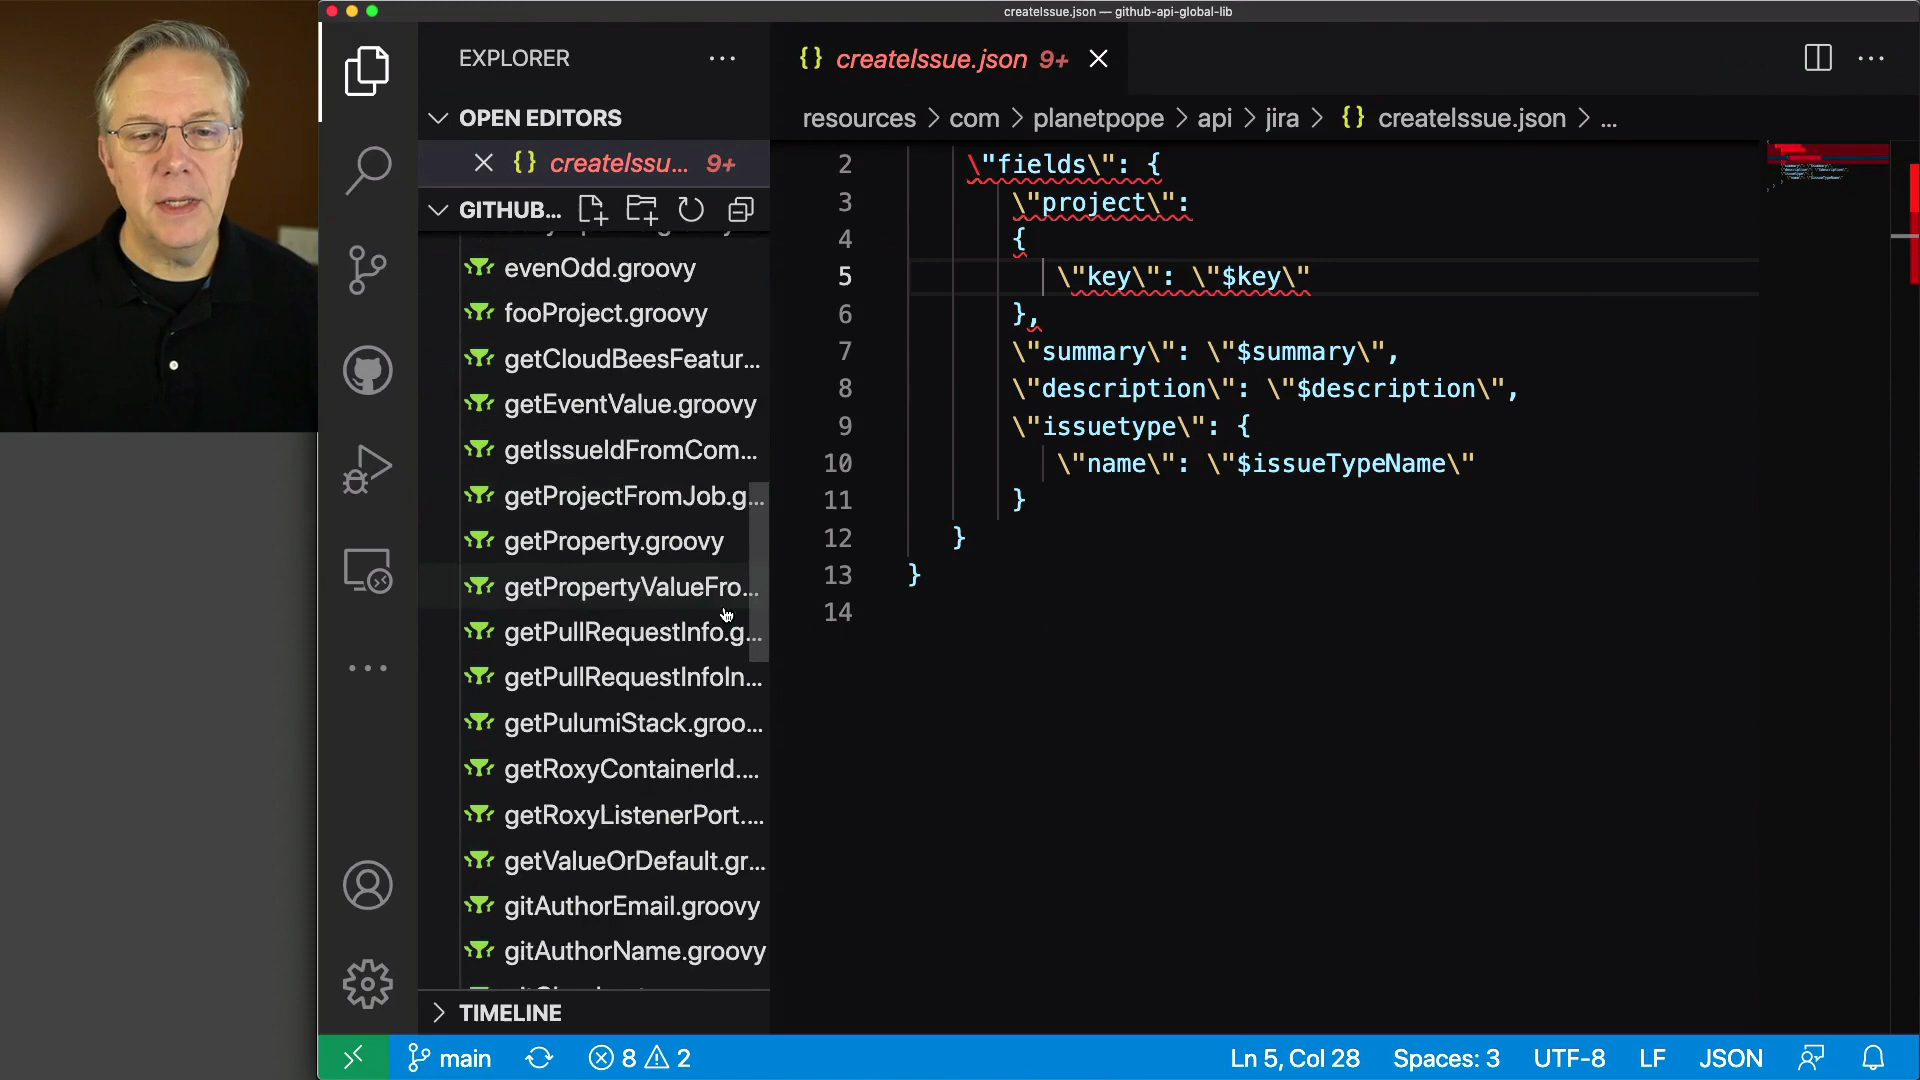 createIssue.json — github-api-global-lib
EXPLORER
createIssue.json 9+
OPEN EDITORS
resources > com > planetpope > api > jira > {} createIssue.json > ...
{} createIssu... 9+
GITHUB...
evenOdd.groovy
fooProject.groovy
getCloudBeesFeatur...
getEventValue.groovy
getIssueIdFromCom...
getProjectFromJob.g...
getProperty.groovy
getPropertyValueFro...
getPullRequestInfo.g...
getPullRequestInfoIn...
getPulumiStack.groo...
getRoxyContainerId....
getRoxyListenerPort....
getValueOrDefault.gr...
gitAuthorEmail.groovy
gitAuthorName.groovy
TIMELINE
2 \"fields\": {
3 \"project\":
4 {
5 \"key\": \"$key\"
6 },
7 \"summary\": \"$summary\",
8 \"description\": \"$description\",
9 \"issuetype\": {
10 \"name\": \"$issueTypeName\"
11 }
12 }
13 }
14
main 8 2 Ln 5, Col 28 Spaces: 3 UTF-8 LF JSON